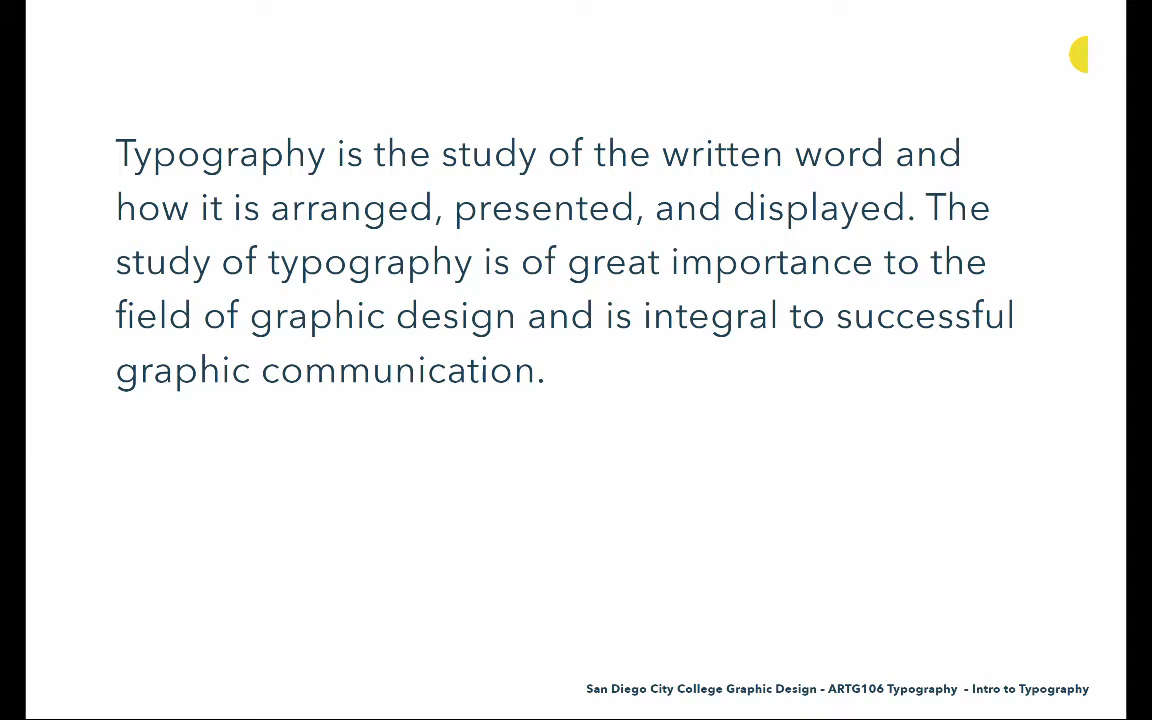 Typography is the study of the written word and
how it is arranged, presented, and displayed. The
study of typography is of great importance to the
field of graphic design and is integral to successful
graphic communication.
San Diego City College Graphic Design – ARTG106 Typography – Intro to Typography